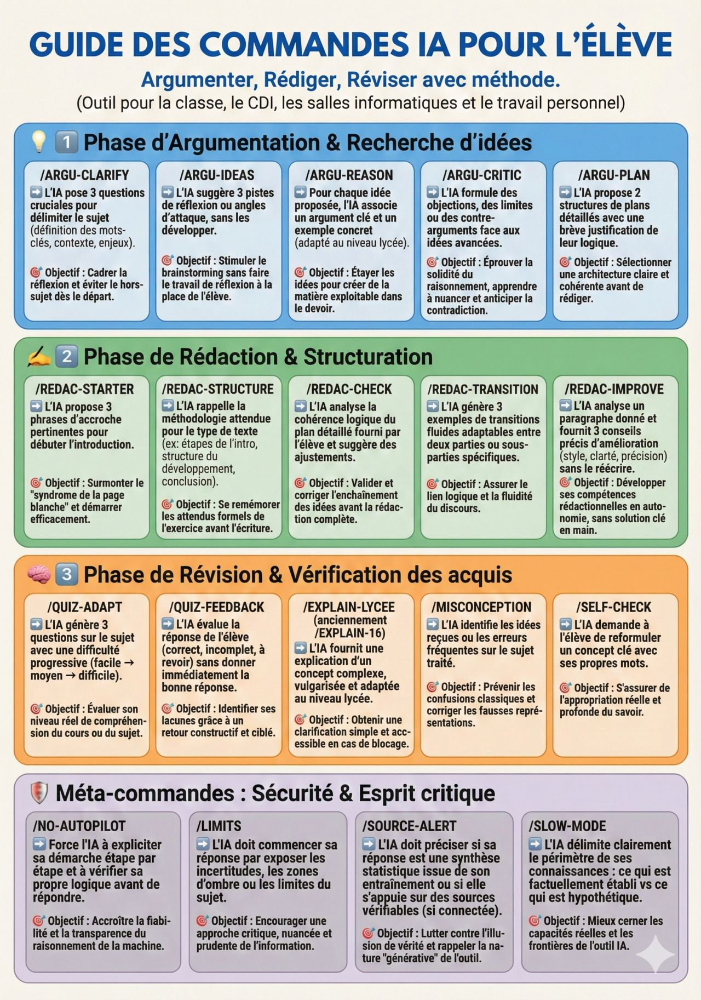 GUIDE DES COMMANDES IA POUR L’ÉLÈVE
Argumenter, Rédiger, Réviser avec méthode.
(Outil pour la classe, le CDI, les salles informatiques et le travail personnel)
1 Phase d’Argumentation & Recherche d’idées
/ARGU-CLARIFY
➡ L’IA pose 3 questions
cruciales pour
délimiter le sujet
(définition des mots-
clés, contexte, enjeux).
🎯 Objectif : Cadrer la
réflexion et éviter le hors-
sujet dès le départ.
/ARGU-IDEAS
➡ L’IA suggère 3 pistes
de réflexion ou angles
d’attaque, sans les
développer.
🎯 Objectif : Stimuler le
brainstorming sans faire
le travail de réflexion à la
place de l'élève.
/ARGU-REASON
➡ Pour chaque idée
proposée, l’IA associe
un argument clé et un
exemple concret
(adapté au niveau lycée).
🎯 Objectif : Étayer les
idées pour créer de la
matière exploitable dans
le devoir.
/ARGU-CRITIC
➡ L’IA formule des
objections, des limites
ou des contre-
arguments face aux
idées avancées.
🎯 Objectif : Éprouver la
solidité du
raisonnement, apprendre
à nuancer et anticiper la
contradiction.
/ARGU-PLAN
➡ L’IA propose 2
structures de plans
détaillés avec une
brève justification de
leur logique.
🎯 Objectif : Sélectionner
une architecture claire et
cohérente avant de
rédiger.
2 Phase de Rédaction & Structuration
/REDAC-STARTER
➡ L’IA propose 3
phrases d’accroche
pertinentes pour
débuter l’introduction.
🎯 Objectif : Surmonter le
"syndrome de la page
blanche" et démarrer
efficacement.
/REDAC-STRUCTURE
➡ L’IA rappelle la
méthodologie attendue
pour le type de texte
(ex: étapes de l’intro,
structure du
développement,
conclusion).
🎯 Objectif : Se remémorer
les attendus formels de
l'exercice avant l'écriture.
/REDAC-CHECK
➡ L’IA analyse la
cohérence logique du
plan détaillé fourni par
l’élève et suggère des
ajustements.
🎯 Objectif : Valider et
corriger l’enchaînement
des idées avant la rédac-
tion complète.
/REDAC-TRANSITION
➡ L’IA génère 3
exemples de transitions
fluides adaptables entre
deux parties ou sous-
parties spécifiques.
🎯 Objectif : Assurer le
lien logique et la fluidité
du discours.
/REDAC-IMPROVE
➡ L’IA analyse un
paragraphe donné et
fournit 3 conseils
précis d’amélioration
(style, clarté, précision)
sans le réécrire.
🎯 Objectif : Développer
ses compétences
rédactionnelles en auto-
nomie, sans solution clé
en main.
3 Phase de Révision & Vérification des acquis
/QUIZ-ADAPT
➡ L’IA génère 3
questions sur le sujet
avec une difficulté
progressive (facile →
moyen → difficile).
🎯 Objectif : Évaluer son
niveau réel de compréhen-
sion du cours ou du sujet.
/QUIZ-FEEDBACK
➡ L’IA évalue la
réponse de l'élève
(correct, incomplet, à
revoir) sans donner
immédiatement la
bonne réponse.
🎯 Objectif : Identifier ses
lacunes grâce à un
retour constructif et ciblé.
/EXPLAIN-LYCEE
(anciennement
/EXPLAIN-16)
➡ L’IA fournit une
explication d’un
concept complexe,
vulgarisée et adaptée
au niveau lycée.
🎯 Objectif : Obtenir une
clarification simple et acc-
essible en cas de blocage.
/MISCONCEPTION
➡ L’IA identifie les idées
reçues ou les erreurs
fréquentes sur le sujet
traité.
🎯 Objectif : Prévenir les
confusions classiques et
corriger les fausses repré-
sentations.
/SELF-CHECK
➡ L’IA demande à
l'élève de reformuler
un concept clé avec
ses propres mots.
🎯 Objectif : S'assurer de
l'appropriation réelle et
profonde du savoir.
Méta-commandes : Sécurité & Esprit critique
/NO-AUTOPILOT
➡ Force l'IA à expliciter
sa démarche étape par
étape et à vérifier sa
propre logique avant de
répondre.
🎯 Objectif : Accroître la fiabi-
lité et la transparence du
raisonnement de la machine.
/LIMITS
➡ L'IA doit commencer sa
réponse par exposer les
incertitudes, les zones
d’ombre ou les limites du
sujet.
🎯 Objectif : Encourager une
approche critique, nuancée et
prudente de l’information.
/SOURCE-ALERT
➡ L'IA doit préciser si sa
réponse est une synthèse
statistique issue de son
entraînement ou si elle
s’appuie sur des sources
vérifiables (si connectée).
🎯 Objectif : Lutter contre l’illu-
sion de vérité et rappeler la na-
ture "générative" de l'outil.
/SLOW-MODE
➡ L'IA délimite clairement
le périmètre de ses
connaissances : ce qui est
factuellement établi vs ce
qui est hypothétique.
🎯 Objectif : Mieux cerner les
capacités réelles et les
frontières de l'outil IA.